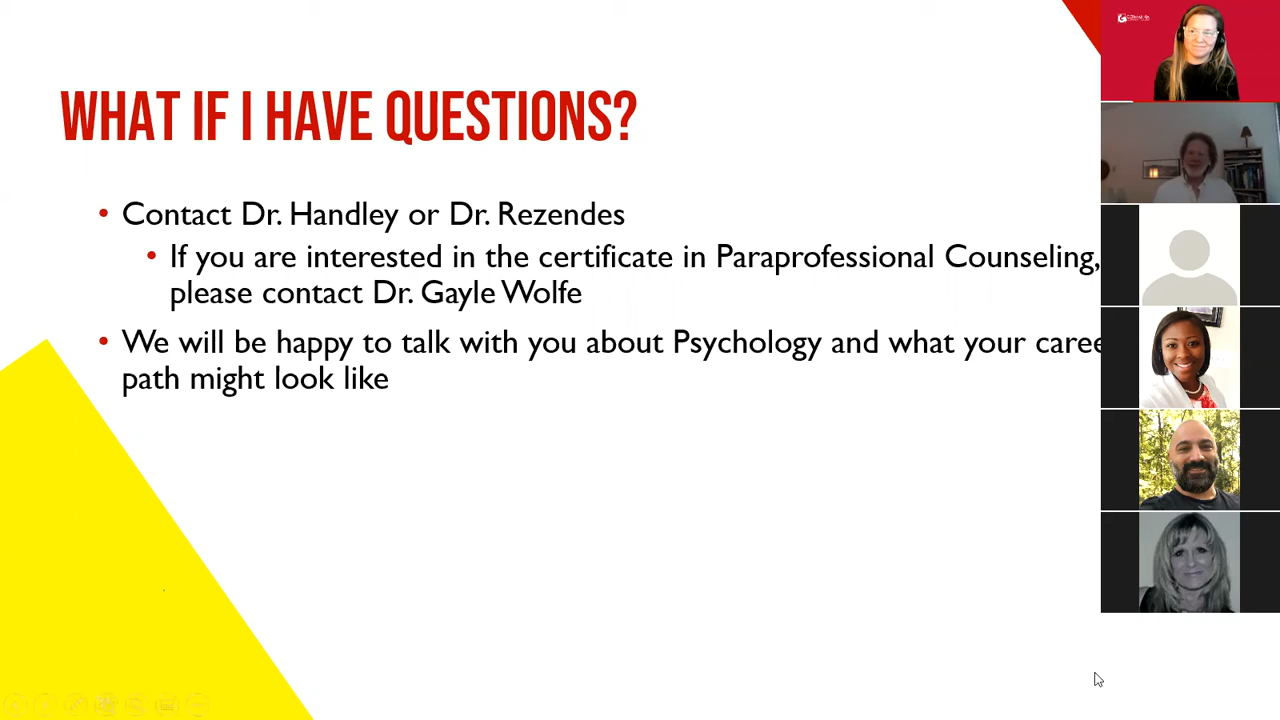 WHAT IF I HAVE QUESTIONS?
• Contact Dr. Handley or Dr. Rezendes
• If you are interested in the certificate in Paraprofessional Counseling,
please contact Dr. Gayle Wolfe
• We will be happy to talk with you about Psychology and what your caree
path might look like